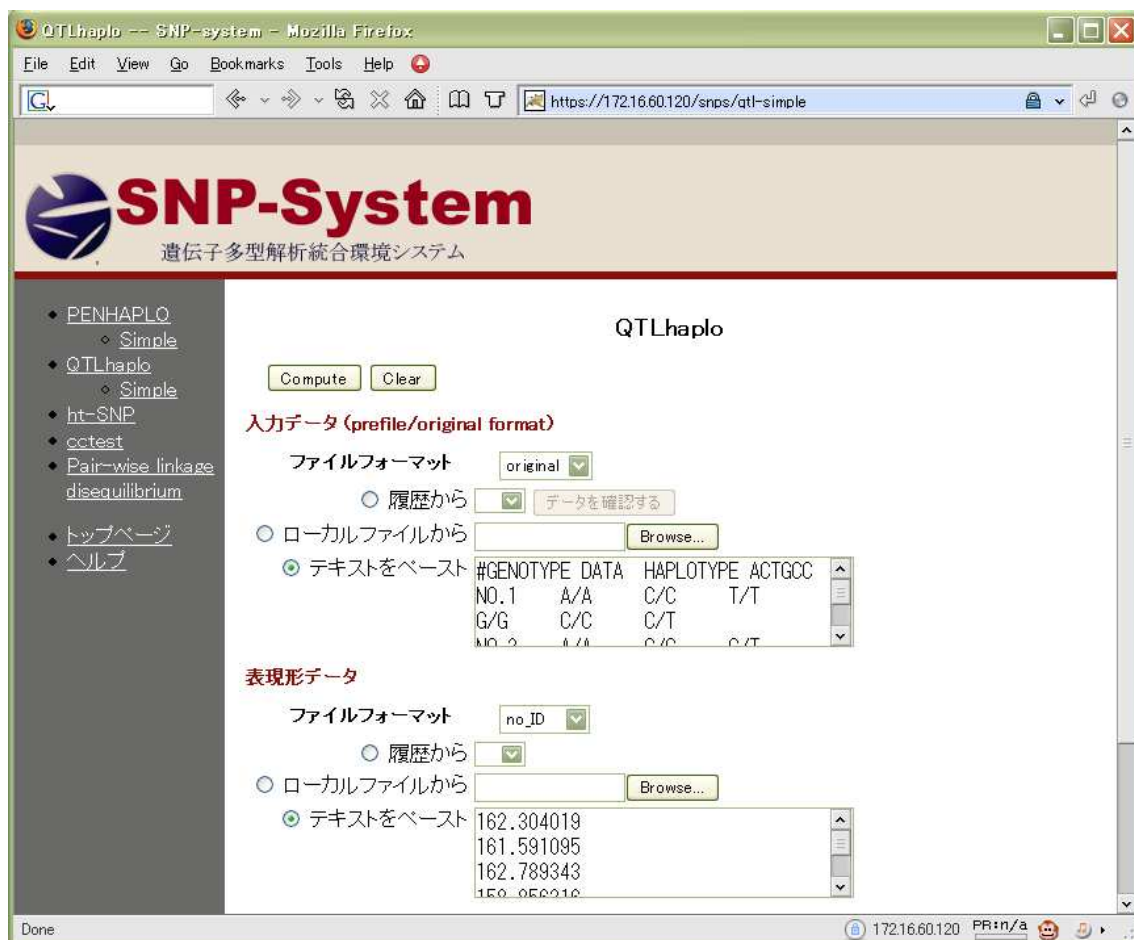 QTLhaplo -- SNP-system - Mozilla Firefox
File Edit View Go Bookmarks Tools Help
https://172.16.60.120/snps/qtl-simple
SNP-System
遺伝子多型解析統合環境システム
PENHAPLO
Simple
QTLhaplo
Simple
ht-SNP
cctest
Pair-wise linkage
disequilibrium
トップページ
ヘルプ
QTLhaplo
Compute Clear
入力データ (prefile/original format)
ファイルフォーマット original
履歴から データを確認する
ローカルファイルから Browse...
テキストをペースト #GENOTYPE DATA HAPLOTYPE ACTGCC
NO.1 A/A C/C T/T
G/G C/C C/T
NO.2 A/A C/C C/T
表現形データ
ファイルフォーマット no_ID
履歴から
ローカルファイルから Browse...
テキストをペースト 162.304019
161.591095
162.789343
Done 172.16.60.120 PR:n/a